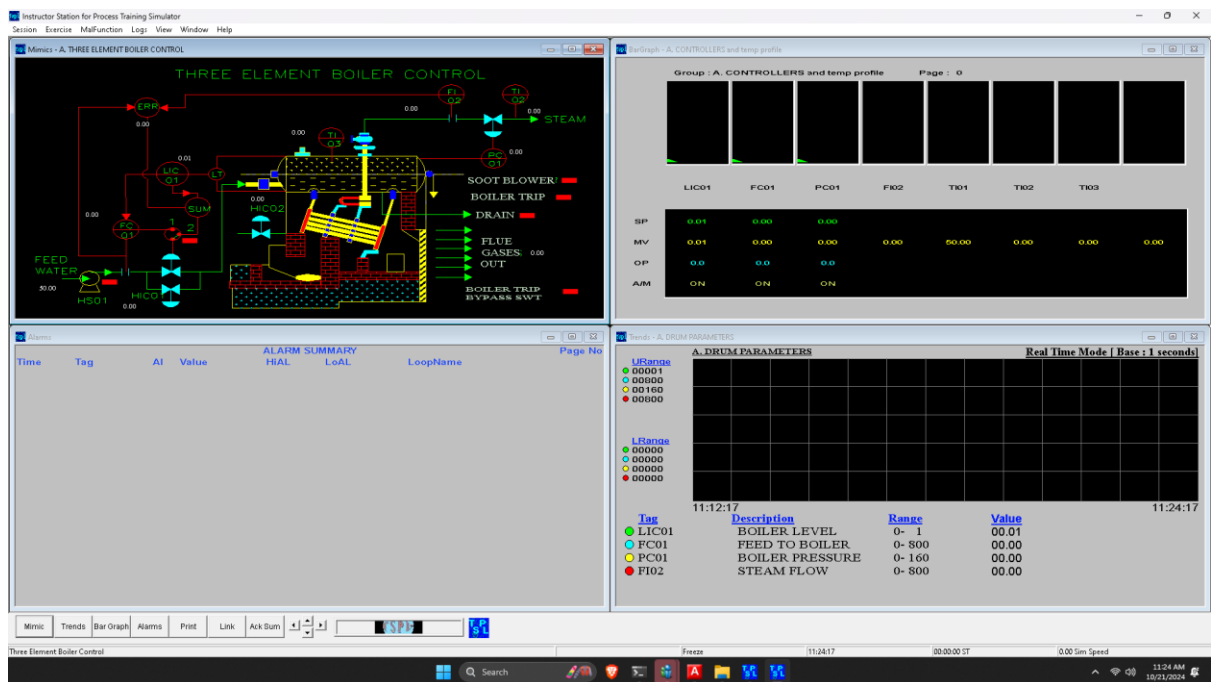 Instructor Station for Process Training Simulator
Session Exercise MalFunction Logs View Window Help
Mimics - A. THREE ELEMENT BOILER CONTROL
THREE ELEMENT BOILER CONTROL
FI 02
TI 02
ERR
0.00
0.00
STEAM
0.00
0.00
TI 03
PC 01
0.00
0.01
LIC 01
LT
SOOT BLOWER
BOILER TRIP
0.00
HIC02
SUM
DRAIN
0.00
FC 01
1
2
FLUE
GASES 0.00
OUT
FEED
WATER
50.00
HS01
HIC01
0.00
BOILER TRIP
BYPASS SWT
BarGraph - A. CONTROLLERS and temp profile
Group : A. CONTROLLERS and temp profile Page : 0
LIC01 FC01 PC01 FI02 TI01 TI02 TI03
SP 0.01 0.00 0.00
MV 0.01 0.00 0.00 0.00 50.00 0.00 0.00 0.00
OP 0.0 0.0 0.0
A/M ON ON ON
Alarms
ALARM SUMMARY Page No
Time Tag Al Value HiAL LoAL LoopName
Trends - A. DRUM PARAMETERS
A. DRUM PARAMETERS Real Time Mode [ Base : 1 seconds]
URange
00001
00800
00160
00800
LRange
00000
00000
00000
00000
11:12:17 11:24:17
Tag Description Range Value
LIC01 BOILER LEVEL 0- 1 00.01
FC01 FEED TO BOILER 0- 800 00.00
PC01 BOILER PRESSURE 0- 160 00.00
FI02 STEAM FLOW 0- 800 00.00
Mimic Trends Bar Graph Alarms Print Link Ack Sum
Three Element Boiler Control Freeze 11:24:17 00:00:00 ST 0.00 Sim Speed
Search
11:24 AM
10/21/2024